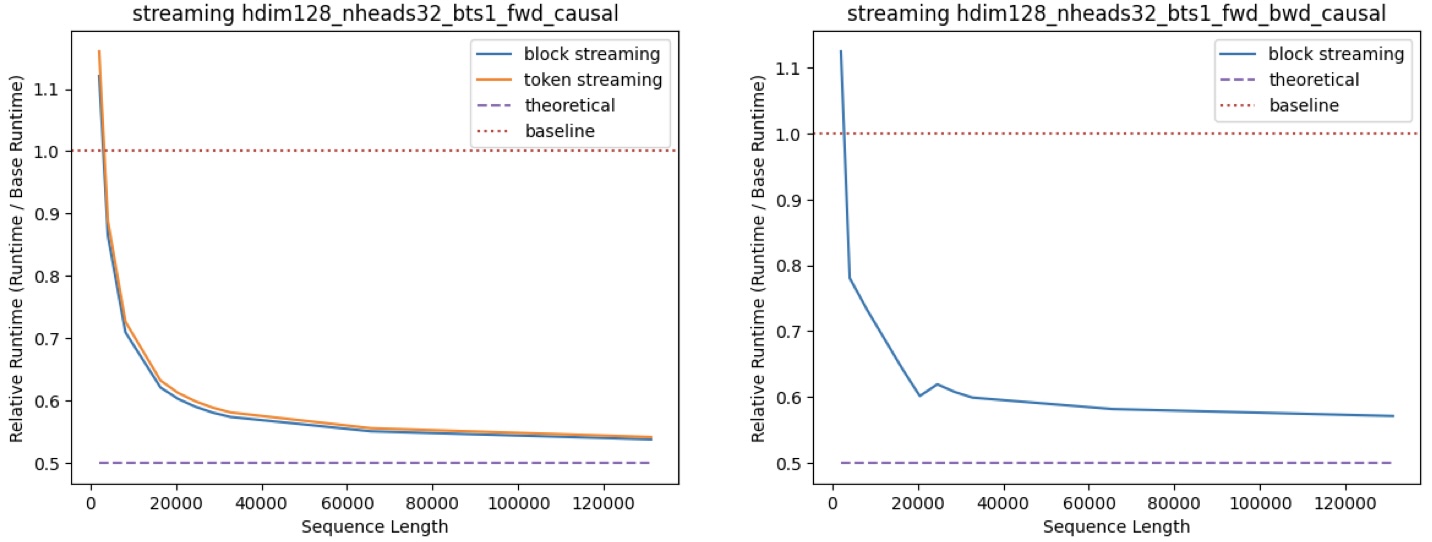 streaming hdim128_nheads32_bts1_fwd_causal
block streaming
token streaming
theoretical
baseline
Relative Runtime (Runtime / Base Runtime)
1.1
1.0
0.9
0.8
0.7
0.6
0.5
0 20000 40000 60000 80000 100000 120000
Sequence Length
streaming hdim128_nheads32_bts1_fwd_bwd_causal
block streaming
theoretical
baseline
Relative Runtime (Runtime / Base Runtime)
1.1
1.0
0.9
0.8
0.7
0.6
0.5
0 20000 40000 60000 80000 100000 120000
Sequence Length